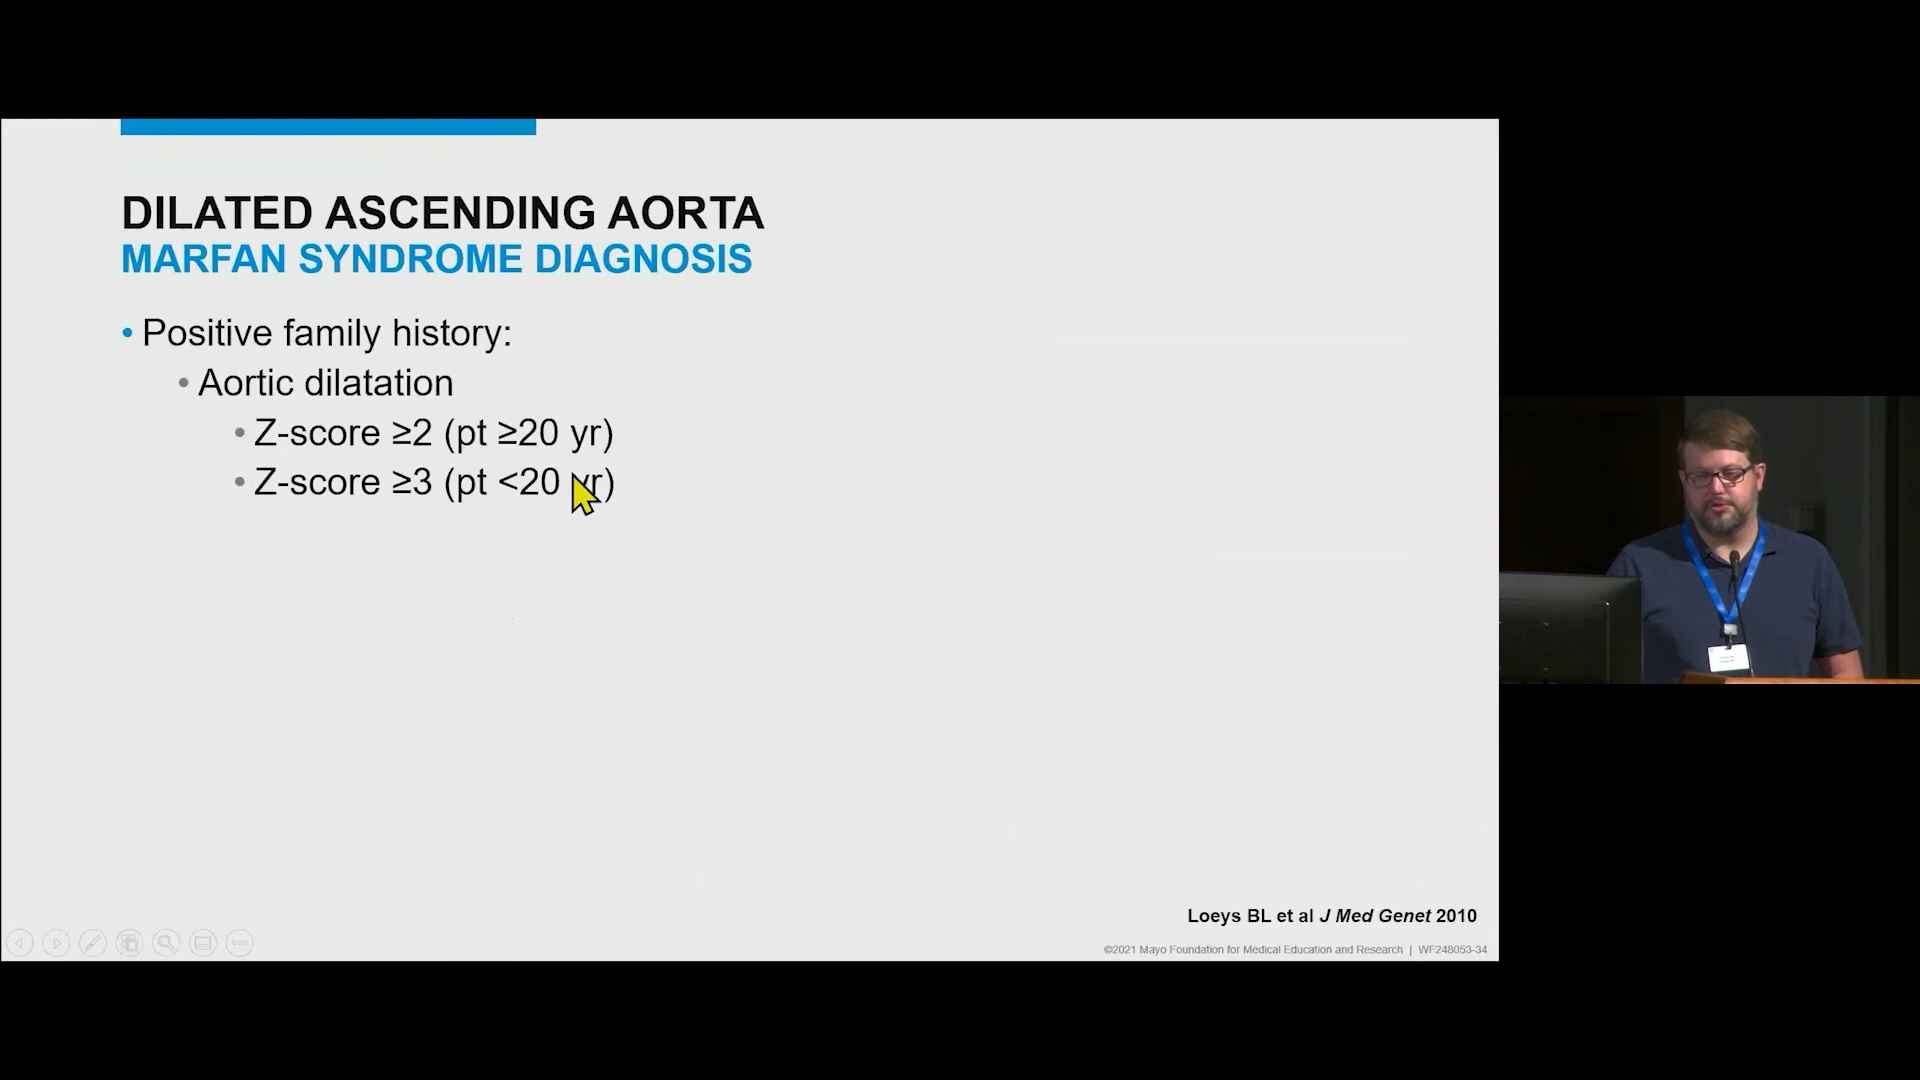 DILATED ASCENDING AORTA
MARFAN SYNDROME DIAGNOSIS
• Positive family history:
• Aortic dilatation
• Z-score ≥2 (pt ≥20 yr)
• Z-score ≥3 (pt <20 yr)
Loeys BL et al J Med Genet 2010
©2021 Mayo Foundation for Medical Education and Research | WF248053-34